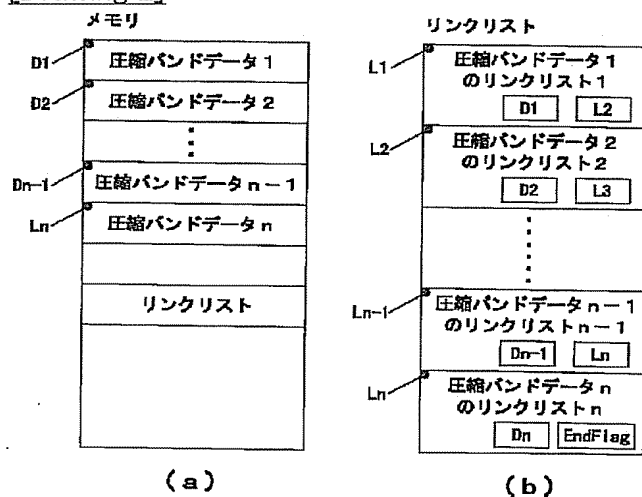 メモリ
D1
圧縮バンドデータ1
D2
圧縮バンドデータ2
Dn-1
圧縮バンドデータn-1
Ln
圧縮バンドデータn
リンクリスト
(a)
リンクリスト
L1
圧縮バンドデータ1
のリンクリスト1
D1 L2
L2
圧縮バンドデータ2
のリンクリスト2
D2 L3
Ln-1
圧縮バンドデータn-1
のリンクリストn-1
Dn-1 Ln
Ln
圧縮バンドデータn
のリンクリストn
Dn EndFlag
(b)